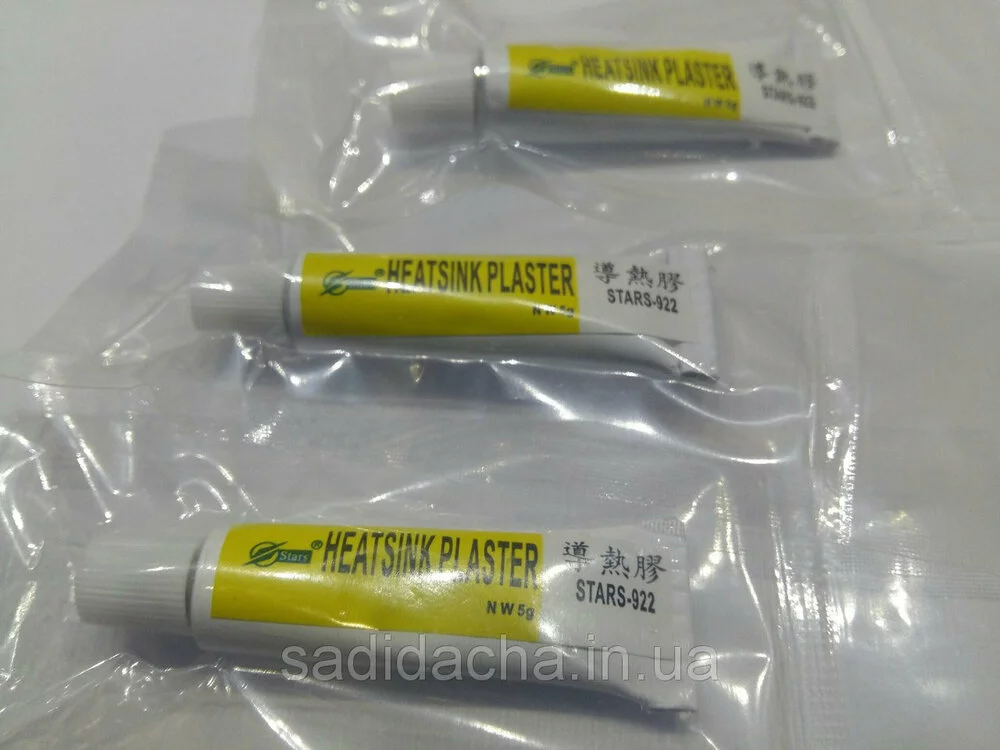 HEATSINK PLASTER
導熱膠
STARS-922
N W 5g
® HEATSINK PLASTER
導熱膠
STARS-922
N W 5g
Stars ® HEATSINK PLASTER
導熱膠
STARS-922
N W 5g
sadidacha.in.ua